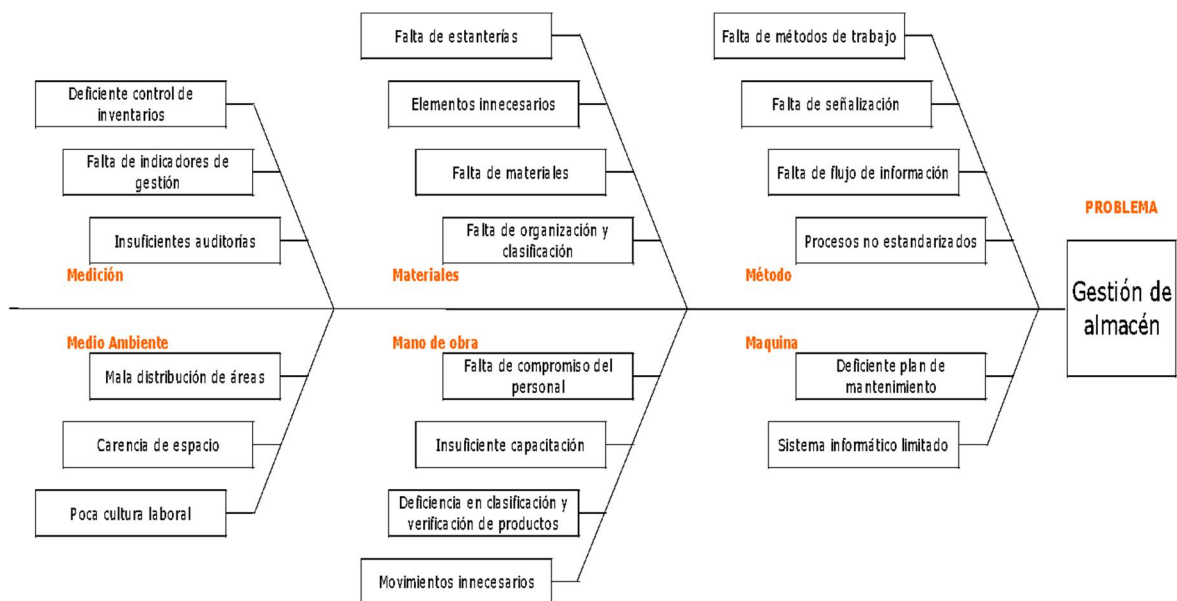 Deficiente control de
inventarios
Falta de indicadores de
gestión
Insuficientes auditorías
Medición
Falta de estanterías
Elementos innecesarios
Falta de materiales
Falta de organización y
clasificación
Materiales
Falta de métodos de trabajo
Falta de señalización
Falta de flujo de información
Procesos no estandarizados
Método
PROBLEMA
Gestión de
almacén
Medio Ambiente
Mala distribución de áreas
Carencia de espacio
Poca cultura laboral
Mano de obra
Falta de compromiso del
personal
Insuficiente capacitación
Deficiencia en clasificación y
verificación de productos
Movimientos innecesarios
Maquina
Deficiente plan de
mantenimiento
Sistema informático limitado